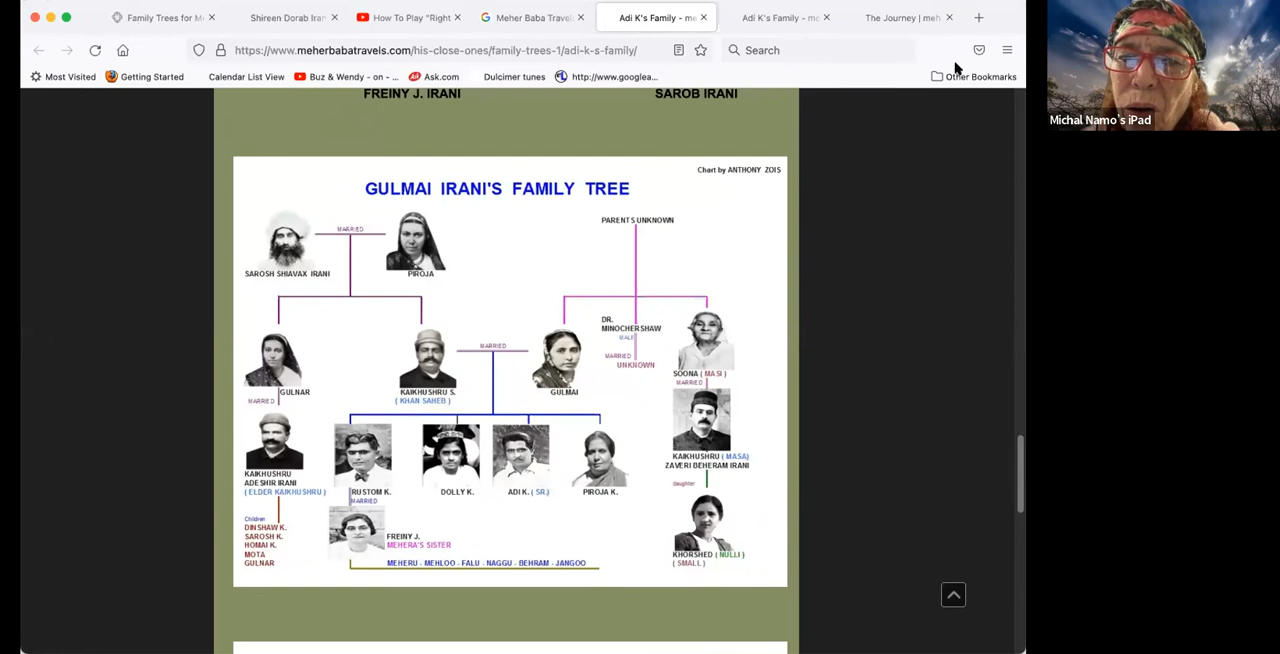 Family Trees for M
Shireen Dorab Iran
How To Play "Right
Meher Baba Travel
Adi K's Family - me
Adi K's Family - mo
The Journey | meh
https://www.meherbabatravels.com/his-close-ones/family-trees-1/adi-k-s-family/
Search
Most Visited
Getting Started
Calendar List View
Buz & Wendy - on - ...
Ask.com
Dulcimer tunes
http://www.googlea...
Other Bookmarks
Michal Namo's iPad
FREINY J. IRANI
SAROB IRANI
Chart by ANTHONY ZOIS
GULMAI IRANI'S FAMILY TREE
MARRIED
PARENTS UNKNOWN
SAROSH SHIAVAX IRANI
PIROJA
DR.
MINOCHERSHAW
MALE
MARRIED
UNKNOWN
MARRIED
SOONA ( MASI )
MARRIED
GULNAR
MARRIED
KAIKHUSHRU S.
( KHAN SAHEB )
GULMAI
KAIKHUSHRU ( MASA )
ZAVERI BEHERAM IRANI
daughter
KAIKHUSHRU
ADESHIR IRANI
( ELDER KAIKHUSHRU )
RUSTOM K.
MARRIED
DOLLY K.
ADI K. ( SR.)
PIROJA K.
Children
DINSHAW K.
SAROSH K.
HOMAI K.
MOTA
GULNAR
FREINY J.
MEHERA'S SISTER
MEHERU - MEHLOO - FALU - NAGGU - BEHRAM - JANGOO
KHORSHED ( NULLI )
( SMALL )